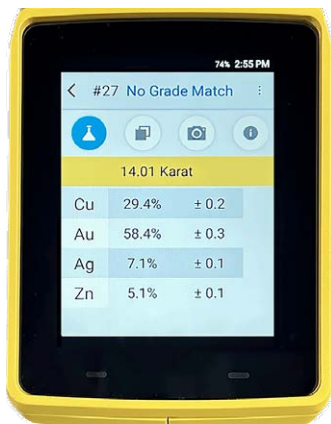 74% 2:55 PM
#27 No Grade Match
14.01 Karat
Cu 29.4% ± 0.2
Au 58.4% ± 0.3
Ag 7.1% ± 0.1
Zn 5.1% ± 0.1